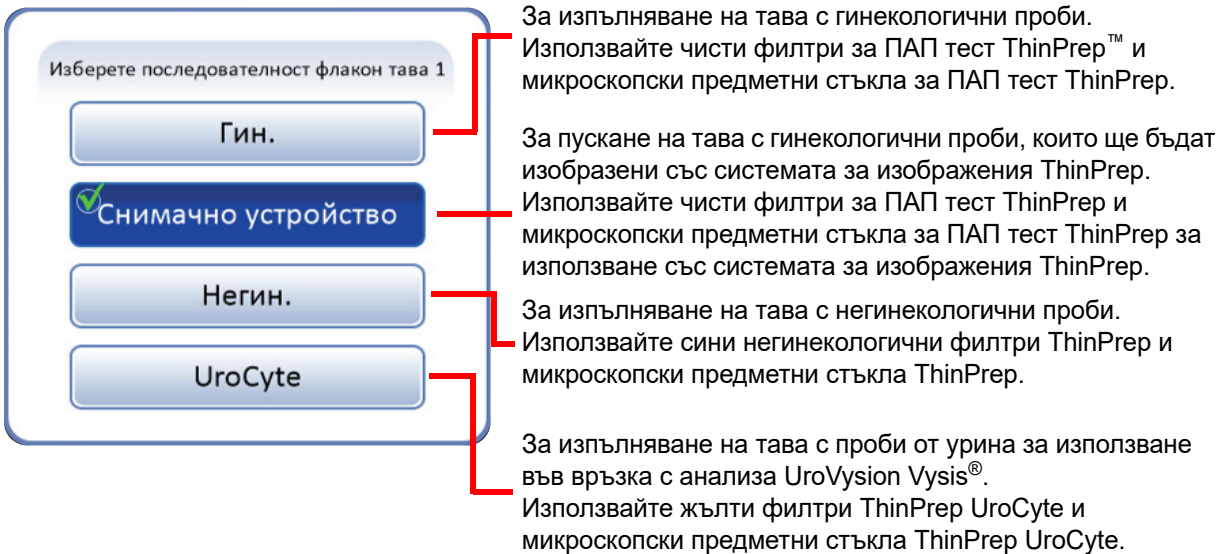 Изберете последователност флакон тава 1
Гин.
Снимачно устройство
Негин.
UroCyte
За изпълняване на тава с гинекологични проби.
Използвайте чисти филтри за ПАП тест ThinPrep™ и
микроскопски предметни стъкла за ПАП тест ThinPrep.
За пускане на тава с гинекологични проби, които ще бъдат
изобразени със системата за изображения ThinPrep.
Използвайте чисти филтри за ПАП тест ThinPrep и
микроскопски предметни стъкла за ПАП тест ThinPrep за
използване със системата за изображения ThinPrep.
За изпълняване на тава с негинекологични проби.
Използвайте сини негинекологични филтри ThinPrep и
микроскопски предметни стъкла ThinPrep.
За изпълняване на тава с проби от урина за използване
във връзка с анализа UroVysion Vysis®.
Използвайте жълти филтри ThinPrep UroCyte и
микроскопски предметни стъкла ThinPrep UroCyte.